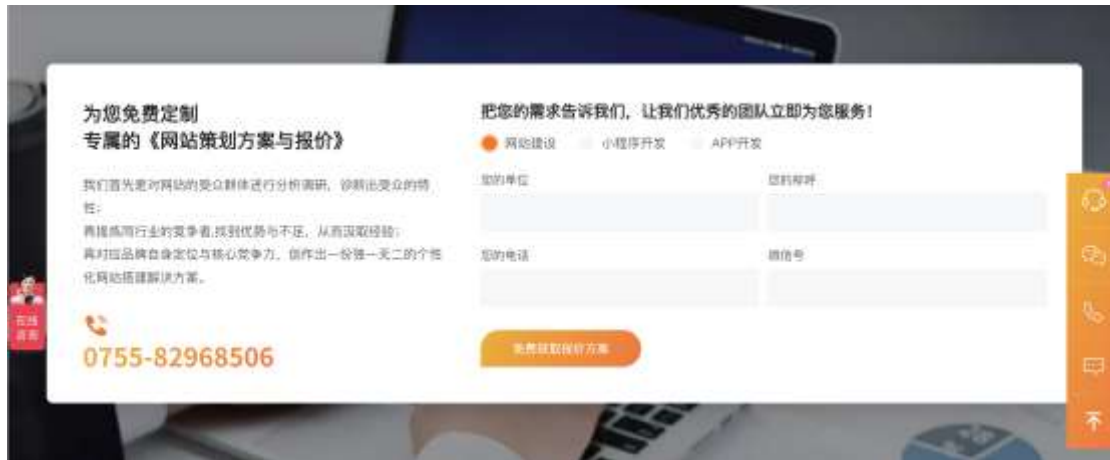 为您免费定制
专属的《网站策划方案与报价》
我们首先要对网站的受众群体进行分析调研，诊断出受众的特
性；
再提炼同行业的竞争者,找到优势与不足，从而汲取经验；
再对应品牌自身定位与核心竞争力，创作出一份独一无二的个性
化网站搭建解决方案。
0755-82968506
把您的需求告诉我们，让我们优秀的团队立即为您服务！
网站建设 小程序开发 APP开发
您的单位 您的称呼
您的电话 微信号
免费获取报价方案
在线
咨询